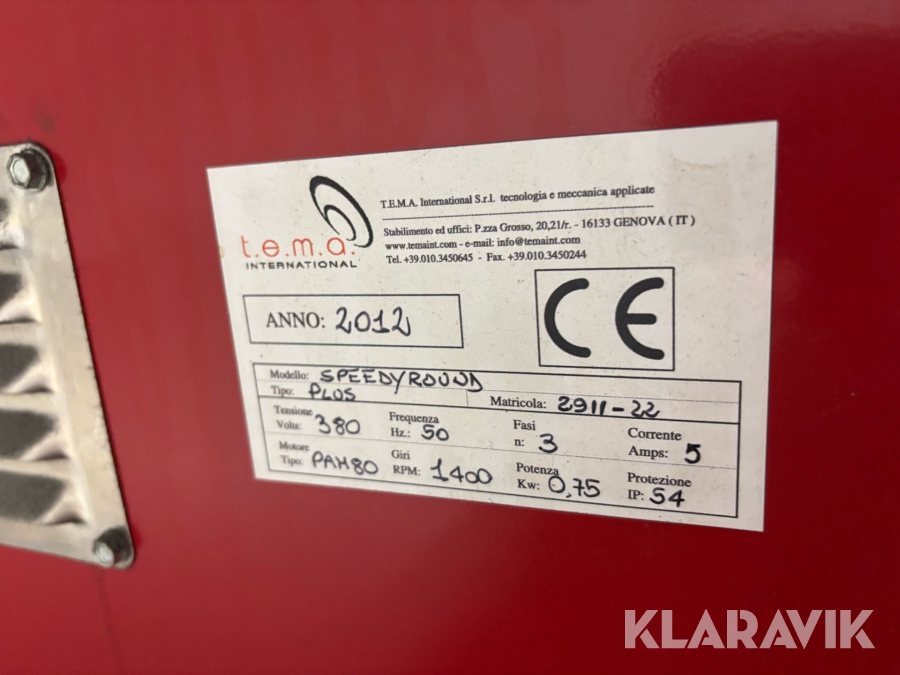 t.e.m.a.
INTERNATIONAL
T.E.M.A. International S.r.l. tecnologia e meccanica applicate
Stabilimento ed uffici: P.zza Grosso, 20,21/r. - 16133 GENOVA ( IT )
www.temaint.com - e-mail: info@temaint.com
Tel. +39.010.3450645 - Fax. +39.010.3450244
ANNO: 2012
CE
Modello: SPEEDYROUND
Tipo: PLUS
Matricola: 2911-22
Tensione
Volts: 380
Frequenza
Hz.: 50
Fasi
n: 3
Corrente
Amps: 5
Motore
Tipo: PAM80
Giri
RPM: 1400
Potenza
Kw: 0,75
Protezione
IP: 54
KLARAVIK